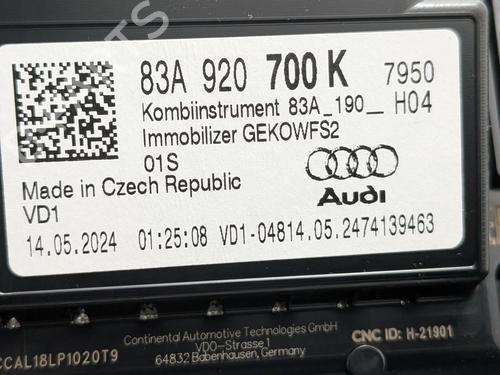 83A 920 700 K 7950
Kombiinstrument 83A_190__ H04
Immobilizer GEKOWFS2
01S
Made in Czech Republic
VD1
Audi
14.05.2024 01:25:08 VD1-04814.05.2474139463
Continental Automotive Technologies GmbH
VDO-Strasse 1
64832 Babenhausen, Germany
CNC ID: H-21901
CCAL18LP1020T9